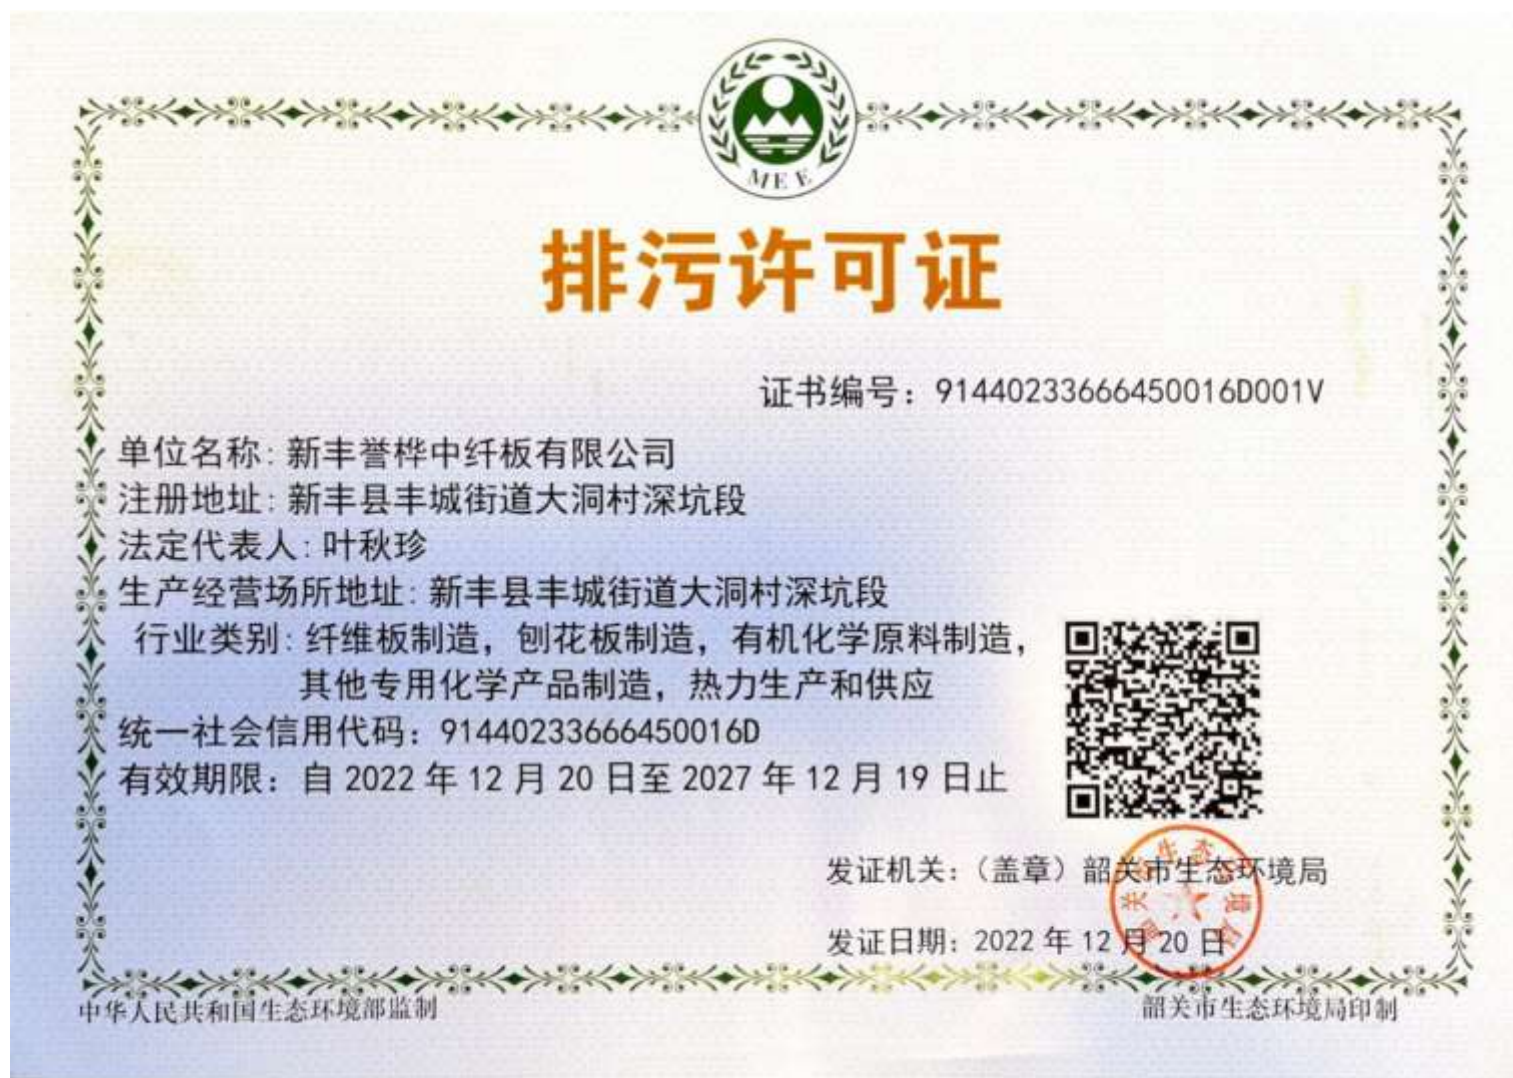 MEE
排污许可证
证书编号：91440233666450016D001V
单位名称：新丰誉桦中纤板有限公司
注册地址：新丰县丰城街道大洞村深坑段
法定代表人：叶秋珍
生产经营场所地址：新丰县丰城街道大洞村深坑段
行业类别：纤维板制造，刨花板制造，有机化学原料制造，
其他专用化学产品制造，热力生产和供应
统一社会信用代码：91440233666450016D
有效期限：自 2022 年 12 月 20 日至 2027 年 12 月 19 日止
发证机关：（盖章）韶关市生态环境局
韶关市生态环境局
发证日期：2022 年 12 月 20 日
中华人民共和国生态环境部监制
韶关市生态环境局印制